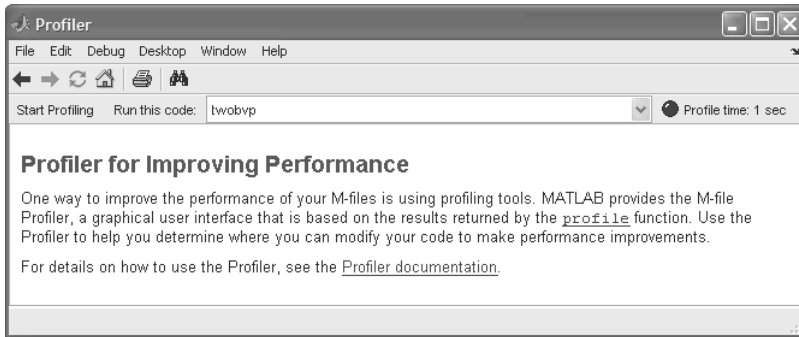 Profiler
File Edit Debug Desktop Window Help
Start Profiling Run this code: twobvp Profile time: 1 sec
Profiler for Improving Performance
One way to improve the performance of your M-files is using profiling tools. MATLAB provides the M-file
Profiler, a graphical user interface that is based on the results returned by the profile function. Use the
Profiler to help you determine where you can modify your code to make performance improvements.
For details on how to use the Profiler, see the Profiler documentation.